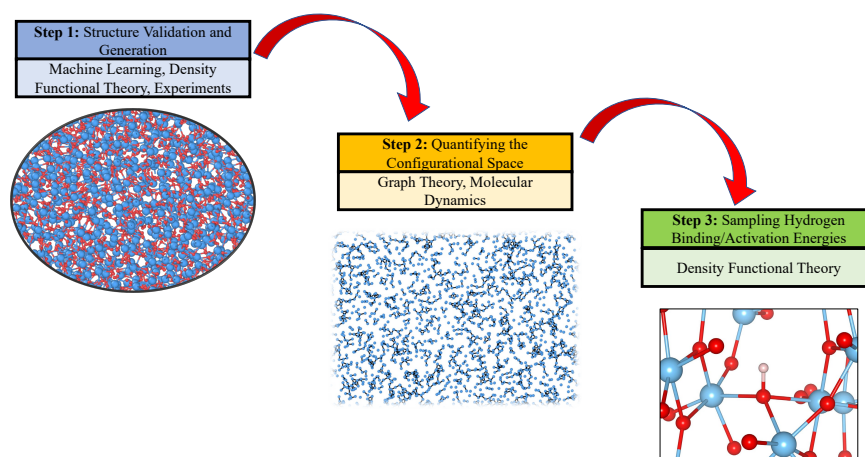 Step 1: Structure Validation and
Generation
Machine Learning, Density
Functional Theory, Experiments
Step 2: Quantifying the
Configurational Space
Graph Theory, Molecular
Dynamics
Step 3: Sampling Hydrogen
Binding/Activation Energies
Density Functional Theory